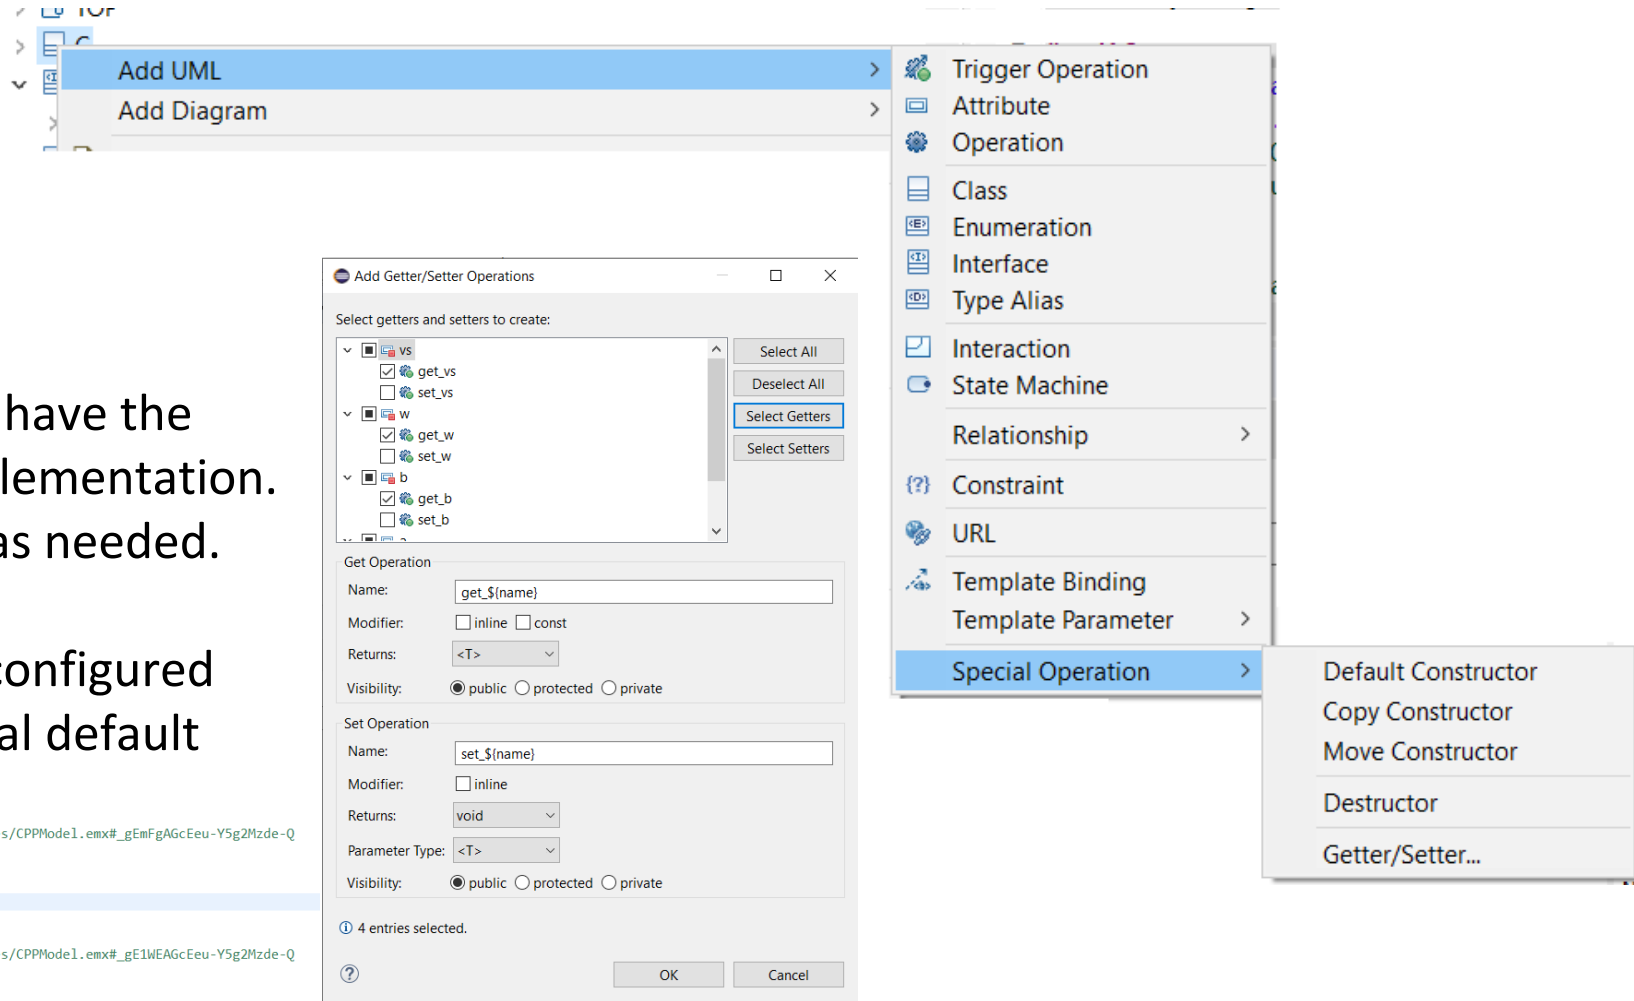 TOP
C
Add UML
Add Diagram
Trigger Operation
Attribute
Operation
Class
Enumeration
Interface
Type Alias
Interaction
State Machine
Relationship
Constraint
URL
Template Binding
Template Parameter
Special Operation
Default Constructor
Copy Constructor
Move Constructor
Destructor
Getter/Setter...
have the
lementation.
as needed.
configured
al default
s/CPPModel.emx#_gEmFgAGcEeu-Y5g2Mzde-Q
s/CPPModel.emx#_gE1WEAGcEeu-Y5g2Mzde-Q
Add Getter/Setter Operations
Select getters and setters to create:
vs
get_vs
set_vs
w
get_w
set_w
b
get_b
set_b
Select All
Deselect All
Select Getters
Select Setters
Get Operation
Name: get_${name}
Modifier: inline const
Returns: <T>
Visibility: public protected private
Set Operation
Name: set_${name}
Modifier: inline
Returns: void
Parameter Type: <T>
Visibility: public protected private
4 entries selected.
OK Cancel